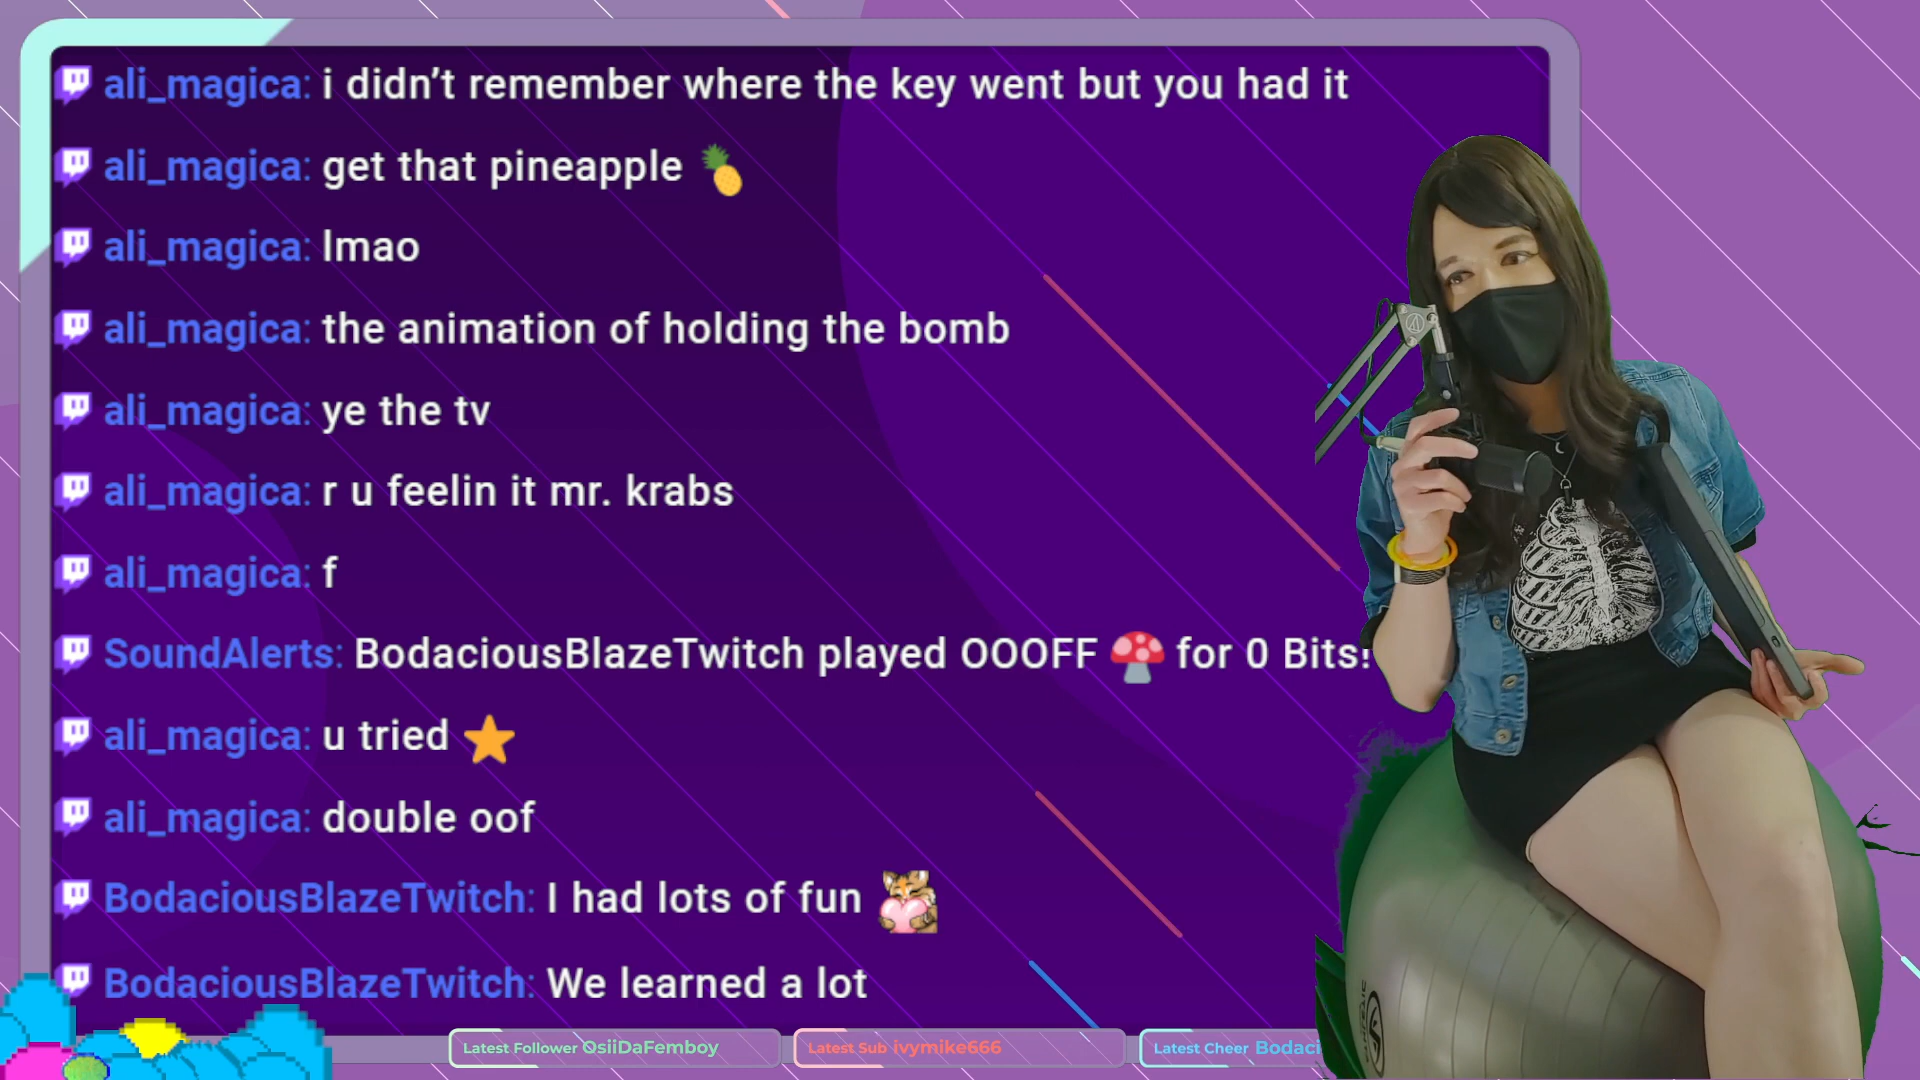 ali_magica: i didn’t remember where the key went but you had it
ali_magica: get that pineapple 🍍
ali_magica: lmao
ali_magica: the animation of holding the bomb
ali_magica: ye the tv
ali_magica: r u feelin it mr. krabs
ali_magica: f
SoundAlerts: BodaciousBlazeTwitch played OOOFF 🍄 for 0 Bits!
ali_magica: u tried ⭐
ali_magica: double oof
BodaciousBlazeTwitch: I had lots of fun
BodaciousBlazeTwitch: We learned a lot
Latest Follower OsiiDaFemboy
Latest Sub ivymike666
Latest Cheer Bodaci